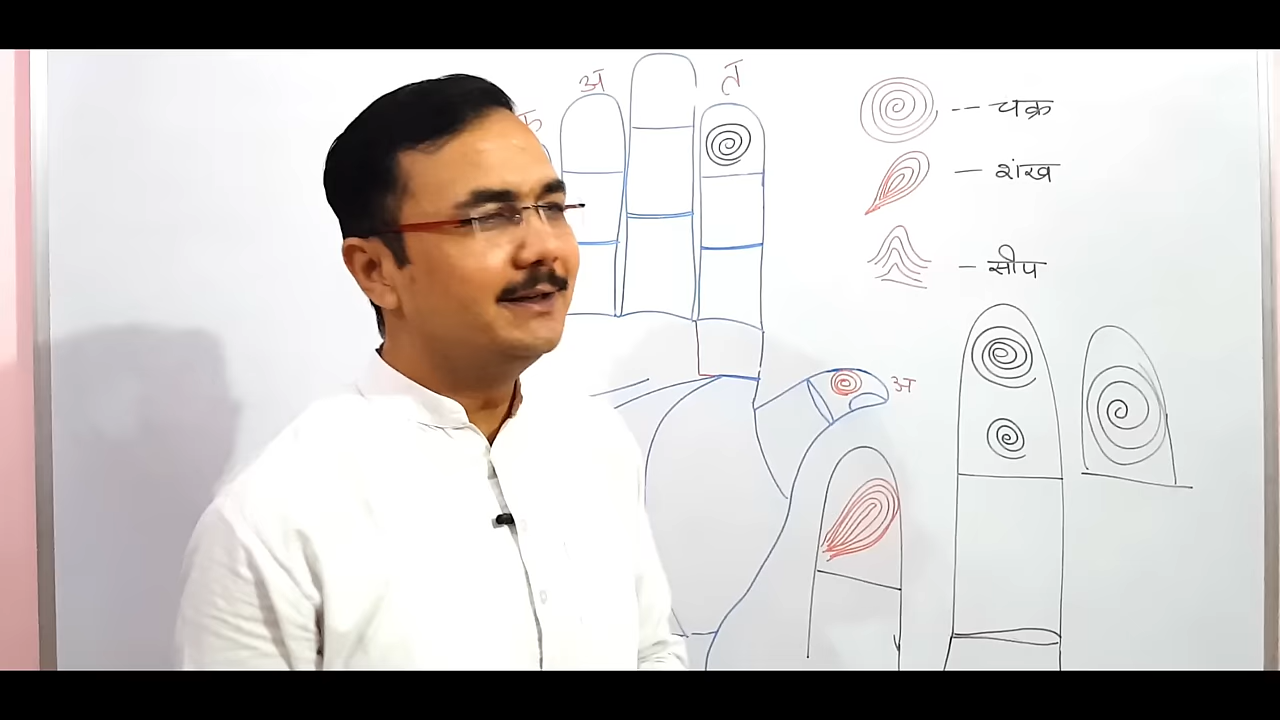 अ
त
-- चक्र
- शंख
- सीप
अ